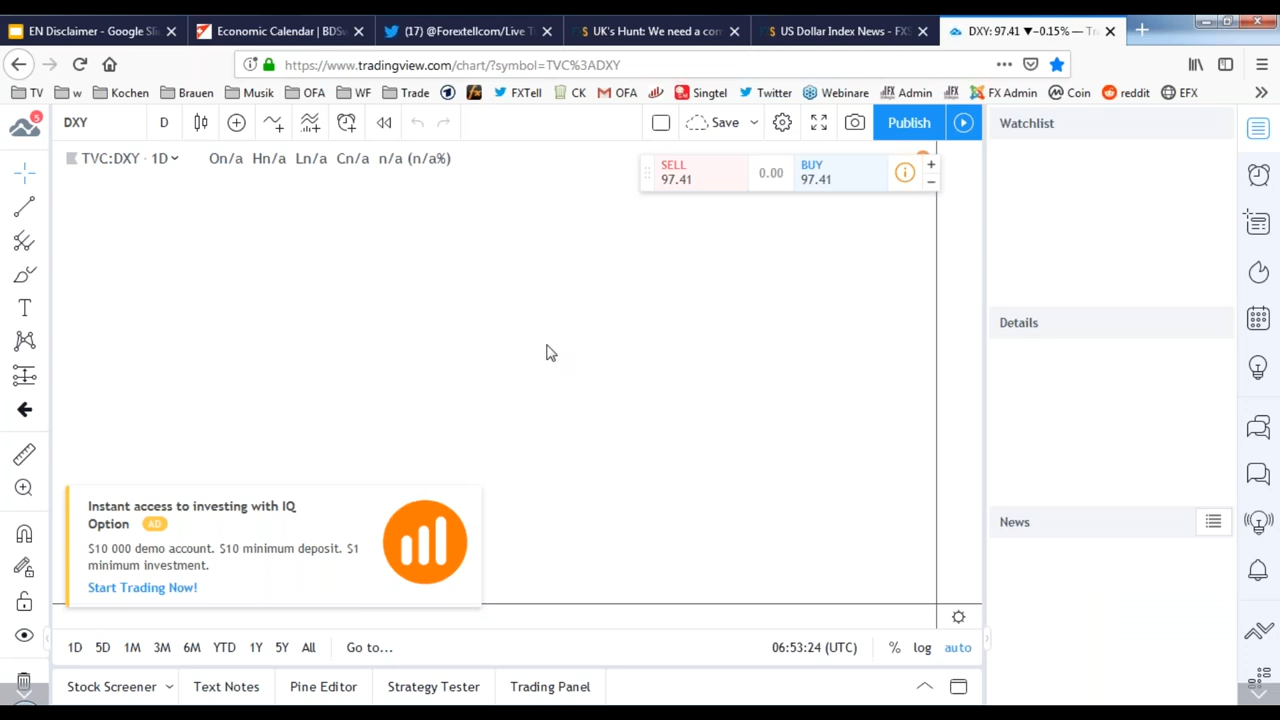 EN Disclaimer - Google Sli
Economic Calendar | BDSw
(17) @Forextellcom/Live T
UK's Hunt: We need a com
US Dollar Index News - FXS
DXY: 97.41 ▼−0.15% — Tra
https://www.tradingview.com/chart/?symbol=TVC%3ADXY
TV w Kochen Brauen Musik OFA WF Trade FXTell CK OFA Singtel Twitter Webinare Admin FX Admin Coin reddit EFX
5
DXY D Save Publish Watchlist
TVC:DXY · 1D On/a Hn/a Ln/a Cn/a n/a (n/a%)
SELL
97.41
0.00
BUY
97.41
Details
Instant access to investing with IQ
Option AD
$10 000 demo account. $10 minimum deposit. $1
minimum investment.
Start Trading Now!
News
1D 5D 1M 3M 6M YTD 1Y 5Y All Go to... 06:53:24 (UTC) % log auto
Stock Screener Text Notes Pine Editor Strategy Tester Trading Panel